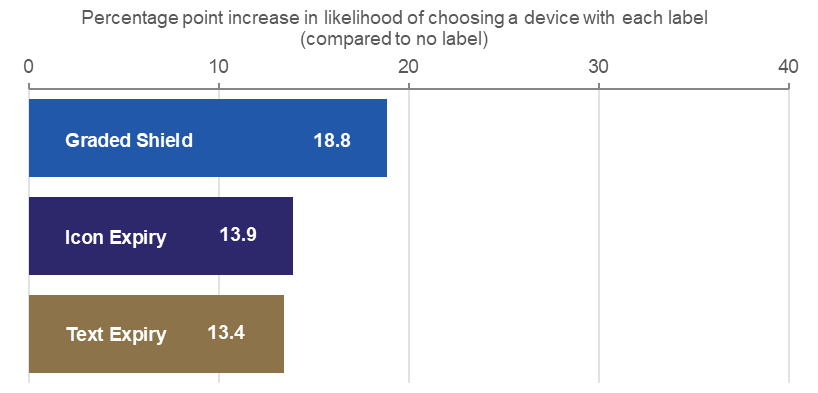 Percentage point increase in likelihood of choosing a device with each label
(compared to no label)
0 10 20 30 40
Graded Shield 18.8
Icon Expiry 13.9
Text Expiry 13.4